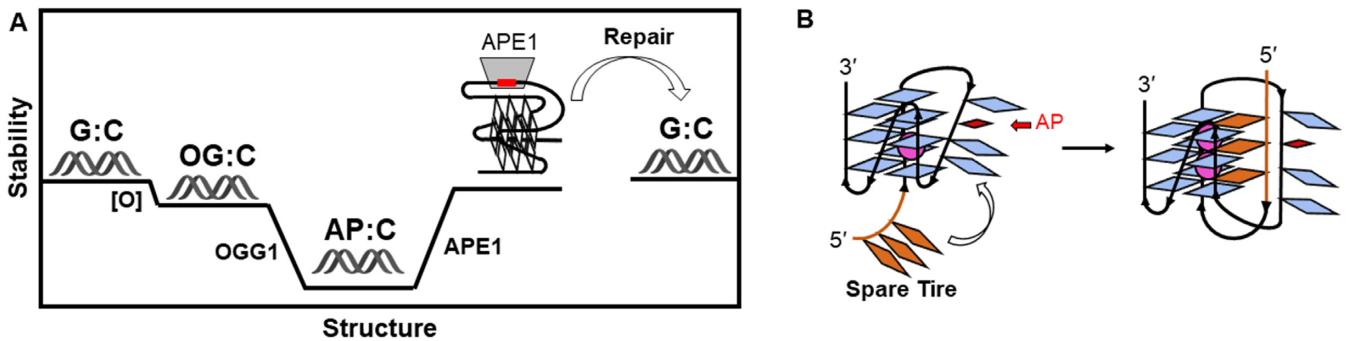 A
Stability
G:C
[O]
OG:C
OGG1
AP:C
APE1
APE1
Repair
G:C
Structure
B
3′
AP
5′
Spare Tire
3′
5′